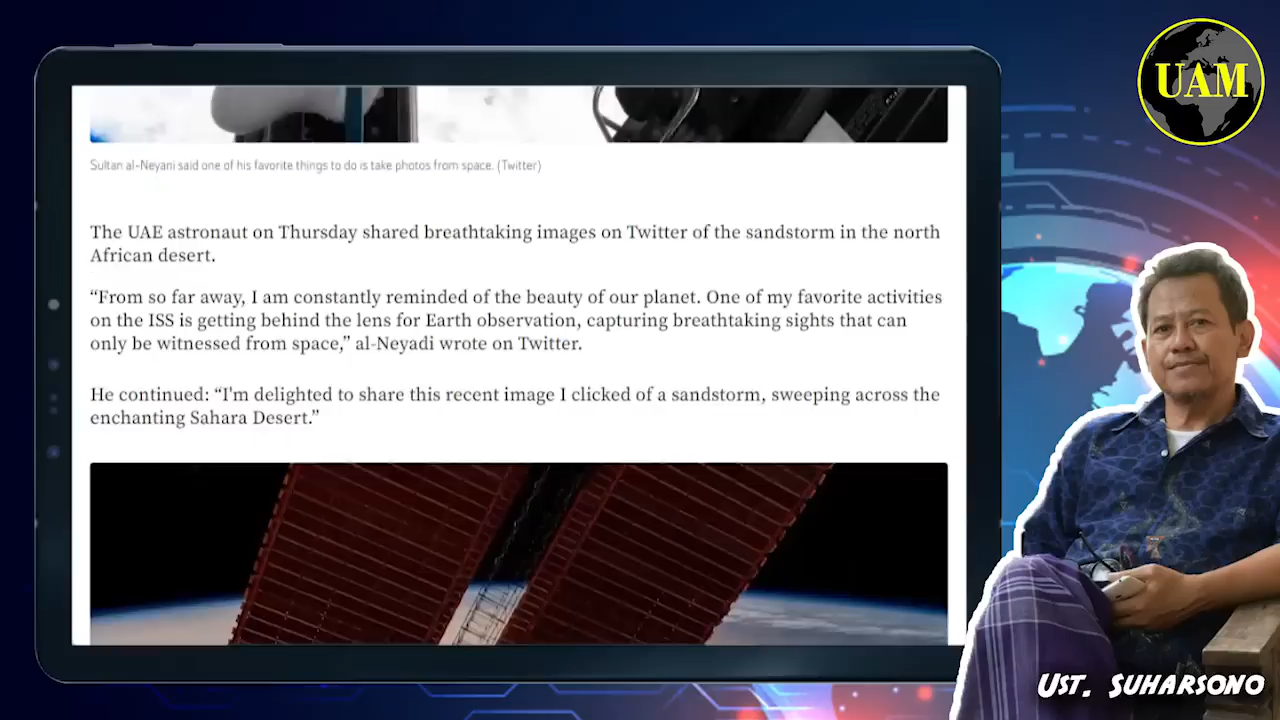 UAM
Sultan al-Neyani said one of his favorite things to do is take photos from space. (Twitter)
The UAE astronaut on Thursday shared breathtaking images on Twitter of the sandstorm in the north
African desert.
“From so far away, I am constantly reminded of the beauty of our planet. One of my favorite activities
on the ISS is getting behind the lens for Earth observation, capturing breathtaking sights that can
only be witnessed from space,” al-Neyadi wrote on Twitter.
He continued: “I'm delighted to share this recent image I clicked of a sandstorm, sweeping across the
enchanting Sahara Desert.”
UST. SUHARSONO